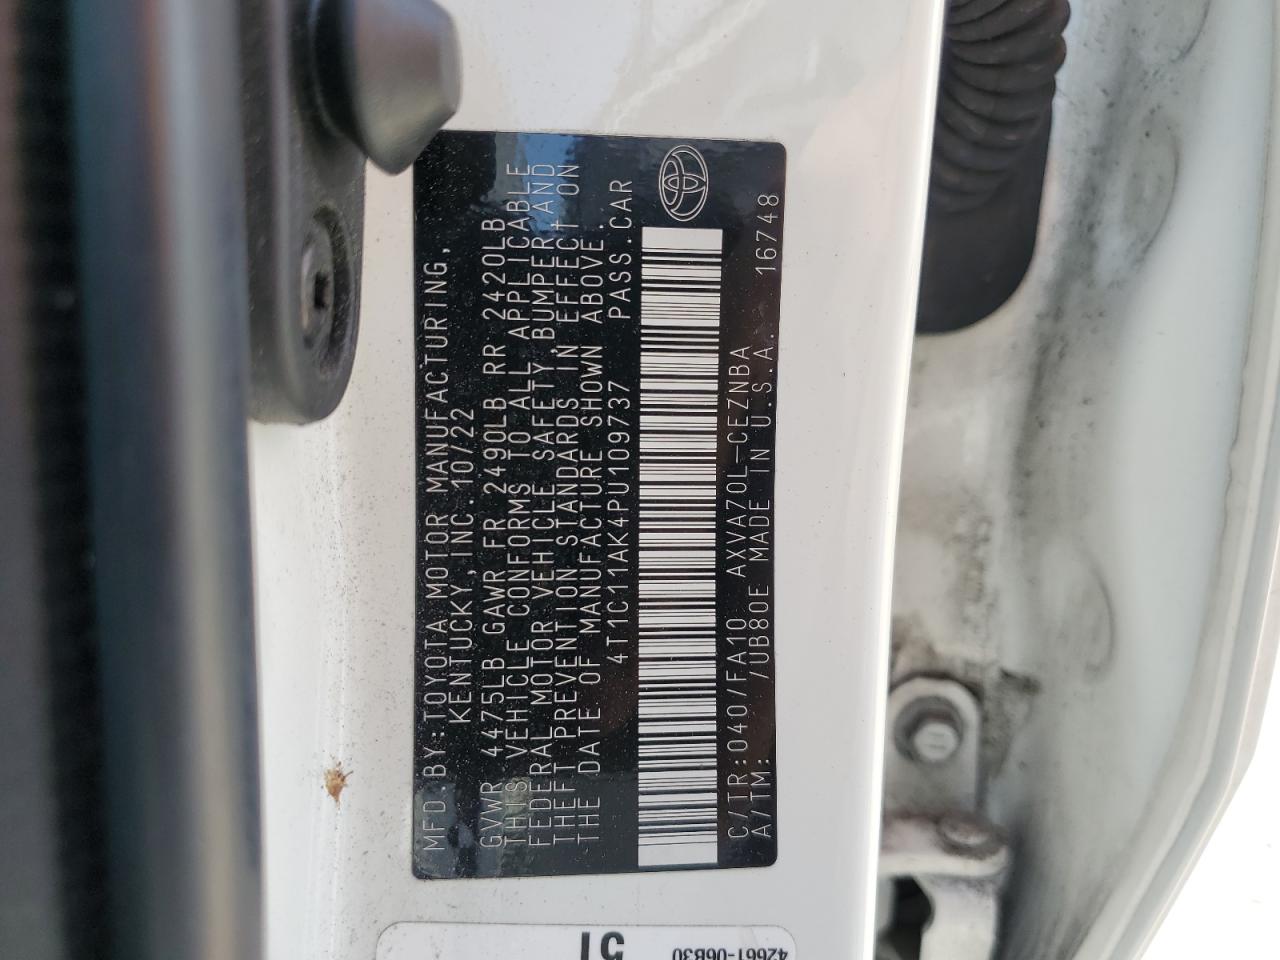 MFD.BY:TOYOTA MOTOR MANUFACTURING,
KENTUCKY,INC.10/22
GVWR 4475LB GAWR FR 2490LB RR 2420LB
THIS VEHICLE CONFORMS TO ALL APPLICABLE
FEDERAL MOTOR VEHICLE SAFETY,BUMPER,AND
THEFT PREVENTION STANDARDS IN EFFECT ON
THE DATE OF MANUFACTURE SHOWN ABOVE.
4T1C11AK4PU109737 PASS.CAR
C/TR:040/FA10 AXVA70L-CEZNBA
A/TM: /UB80E MADE IN U.S.A. 16748
51
42661-06B30